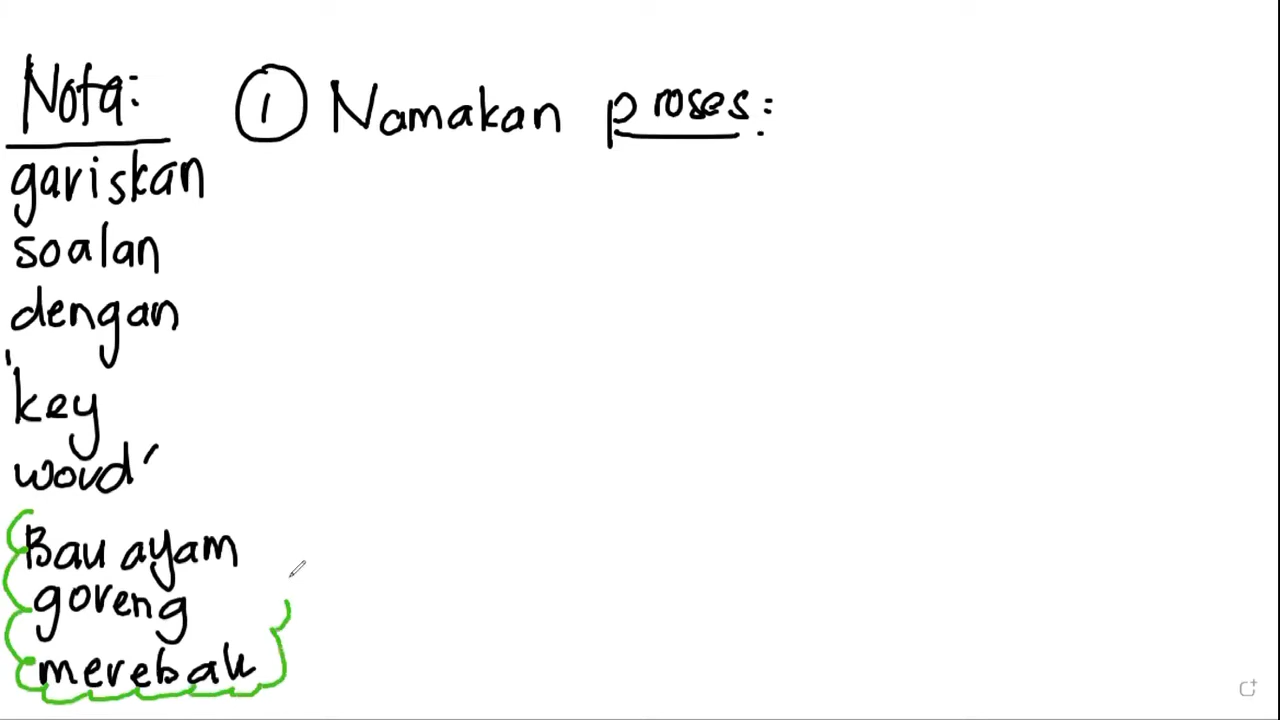 Nota:
gariskan
soalan
dengan
'key
word'
Bau ayam
goreng
merebak
① Namakan proses: